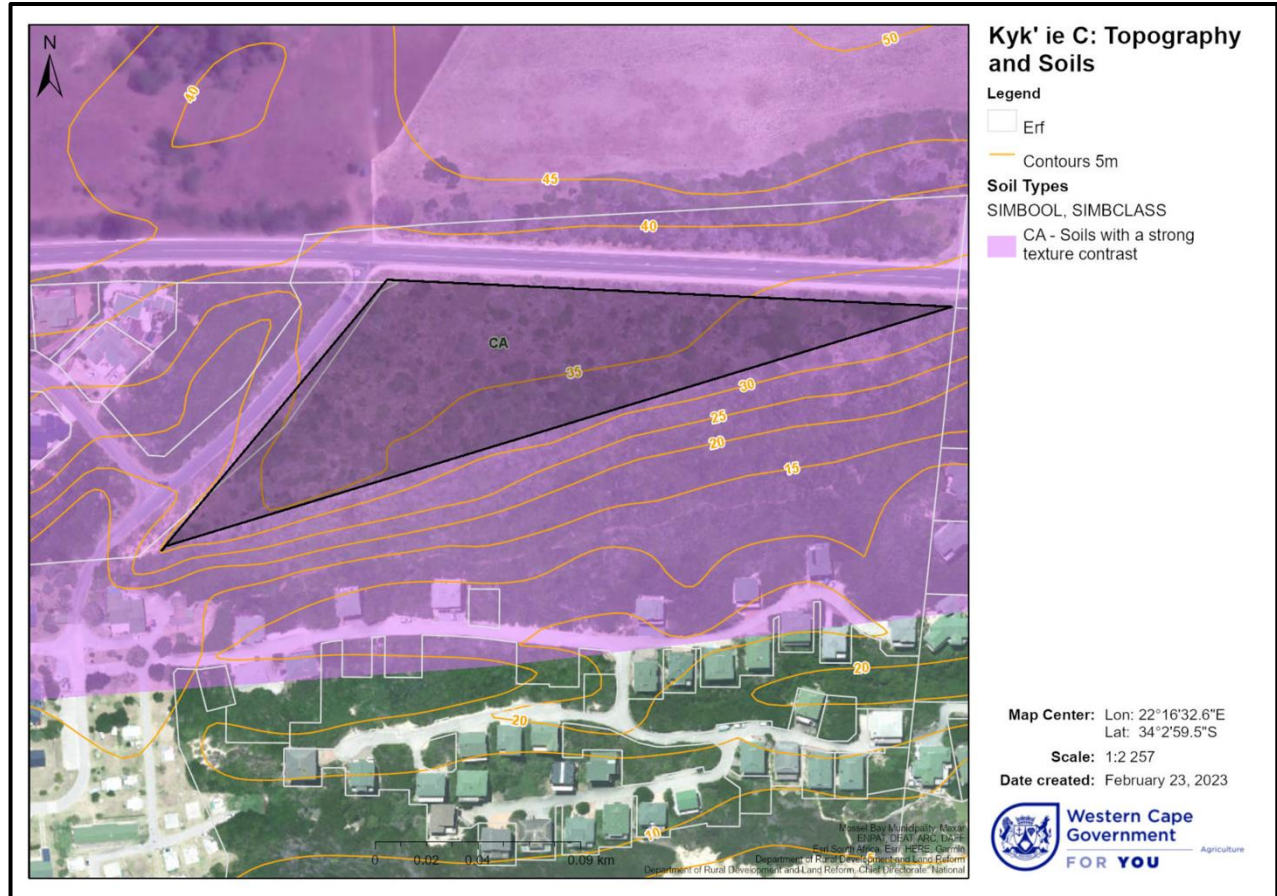 Kyk' ie C: Topography
and Soils
Legend
Erf
Contours 5m
Soil Types
SIMBOOL, SIMBCLASS
CA - Soils with a strong
texture contrast
N
50
40
45
40
CA
35
30
25
20
15
20
20
10
0 0,02 0,04 0,09 km
Mossel Bay Municipality, Maxar
ENPAT, DEAT, ARC, DAFF
Esri South Africa, Esri, HERE, Garmin
Department of Rural Development and Land Reform
Department of Rural Development and Land Reform, Chief Directorate: National
Map Center: Lon: 22°16'32.6"E
Lat: 34°2'59.5"S
Scale: 1:2 257
Date created: February 23, 2023
Western Cape
Government
Agriculture
FOR YOU